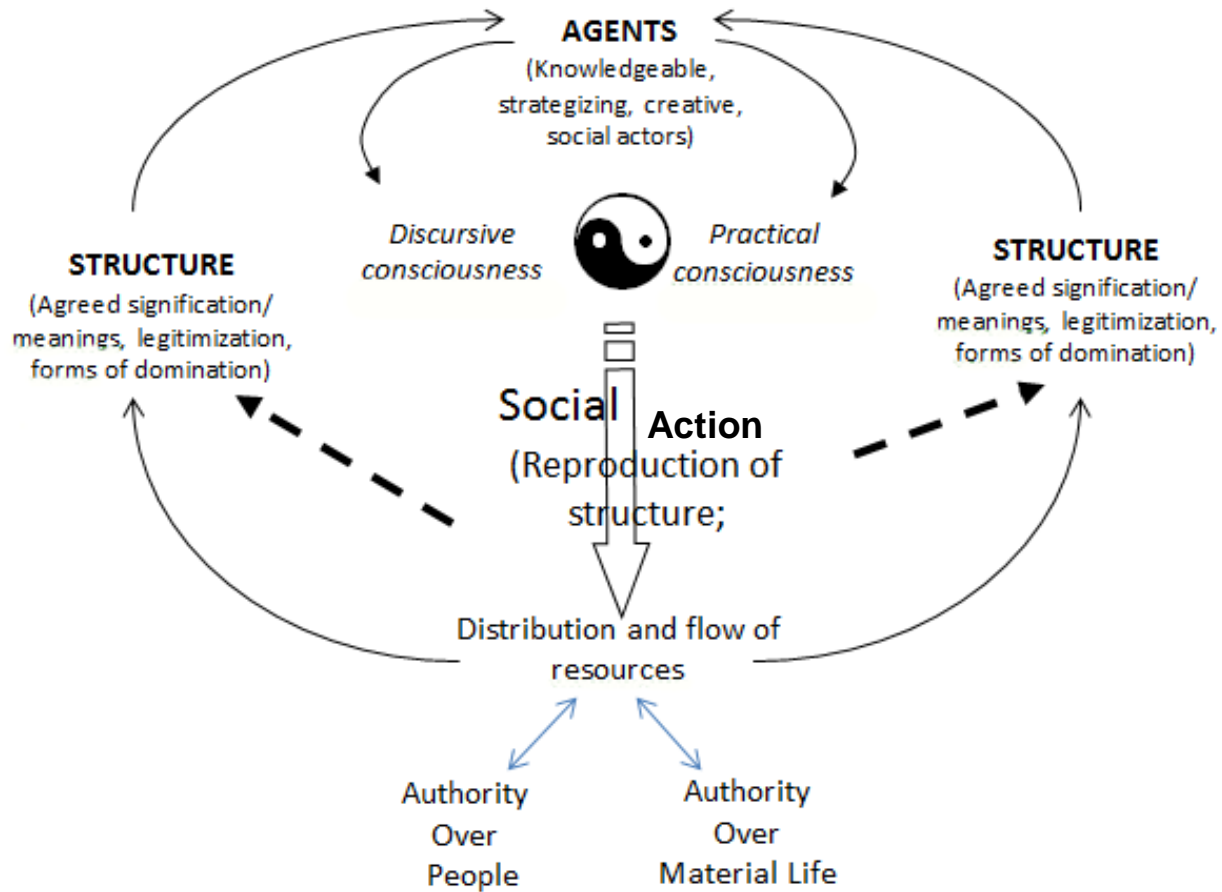 AGENTS
(Knowledgeable,
strategizing, creative,
social actors)
Discursive
consciousness
Practical
consciousness
STRUCTURE
(Agreed signification/
meanings, legitimization,
forms of domination)
STRUCTURE
(Agreed signification/
meanings, legitimization,
forms of domination)
Social Action
(Reproduction of
structure;
Distribution and flow of
resources
Authority
Over
People
Authority
Over
Material Life